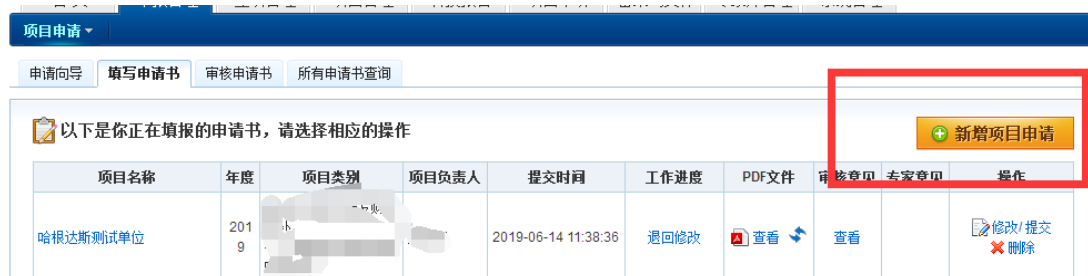 项目申请
申请向导 填写申请书 审核申请书 所有申请书查询
以下是你正在填报的申请书，请选择相应的操作
新增项目申请
项目名称 年度 项目类别 项目负责人 提交时间 工作进度 PDF文件 审核意见 专家意见 操作
哈根达斯测试单位 2019 2019-06-14 11:38:36 退回修改 查看 查看 修改/提交
删除